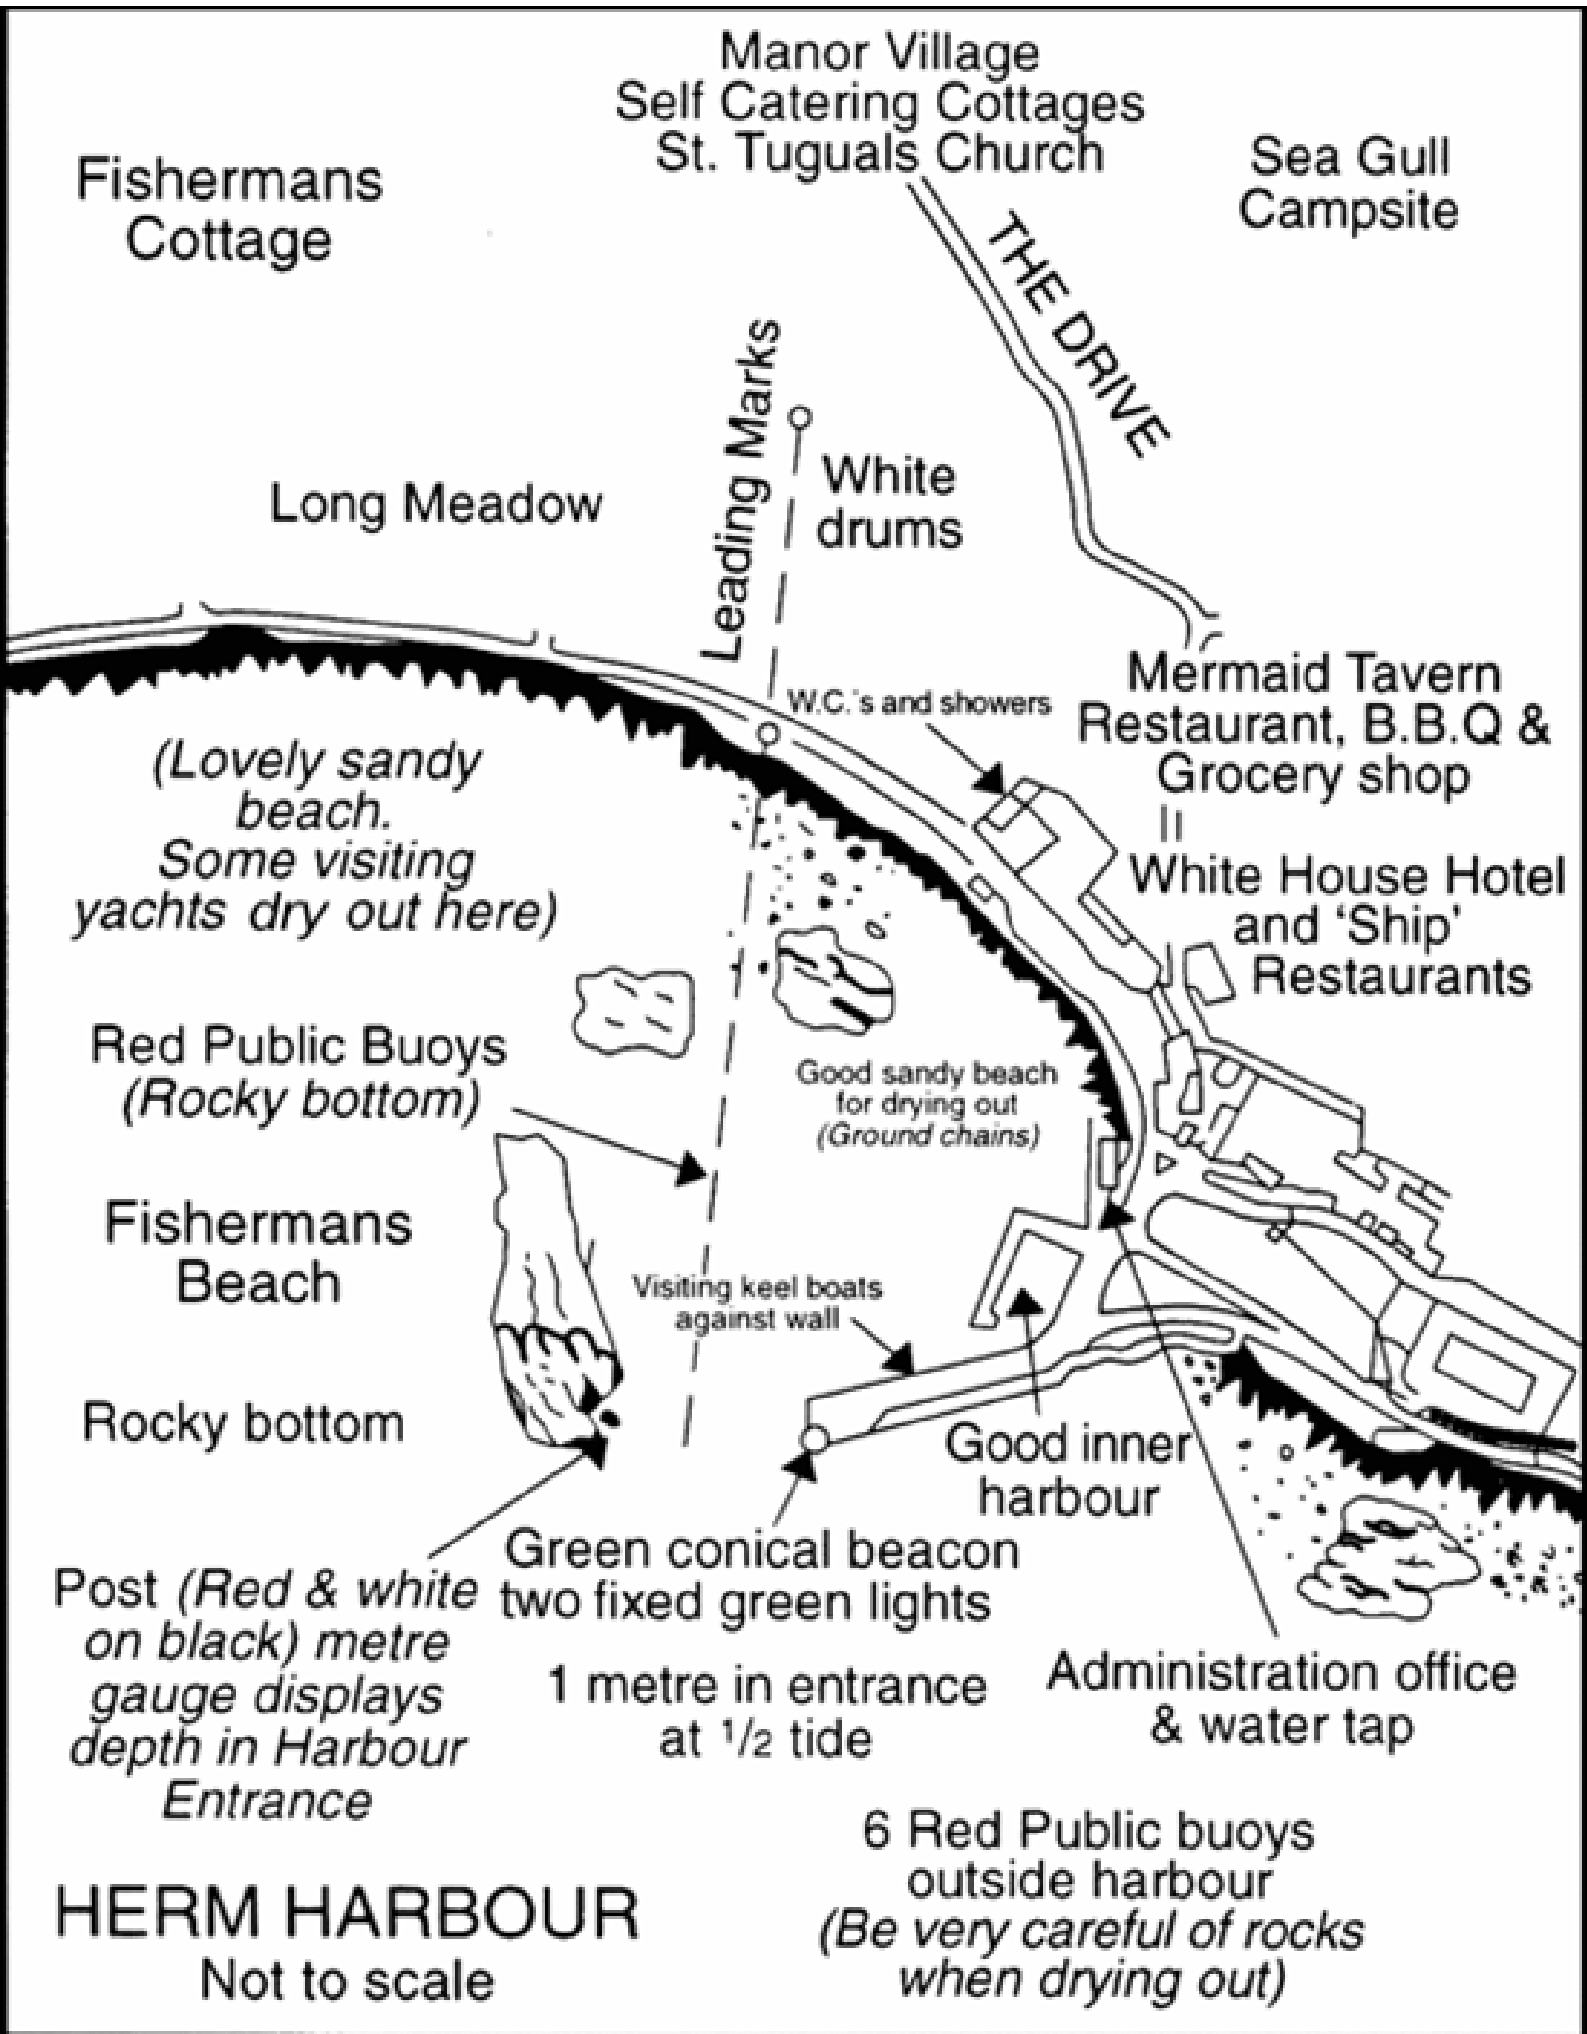 Manor Village
Self Catering Cottages
St. Tuguals Church
Fishermans
Cottage
Sea Gull
Campsite
THE DRIVE
Leading Marks
White
drums
Long Meadow
W.C.'s and showers
Mermaid Tavern
Restaurant, B.B.Q &
Grocery shop
(Lovely sandy
beach.
Some visiting
yachts dry out here)
White House Hotel
and ‘Ship’
Restaurants
Red Public Buoys
(Rocky bottom)
Good sandy beach
for drying out
(Ground chains)
Fishermans
Beach
Visiting keel boats
against wall
Rocky bottom
Good inner
harbour
Green conical beacon
two fixed green lights
Post (Red & white
on black) metre
gauge displays
depth in Harbour
Entrance
1 metre in entrance
at 1/2 tide
Administration office
& water tap
6 Red Public buoys
outside harbour
(Be very careful of rocks
when drying out)
HERM HARBOUR
Not to scale